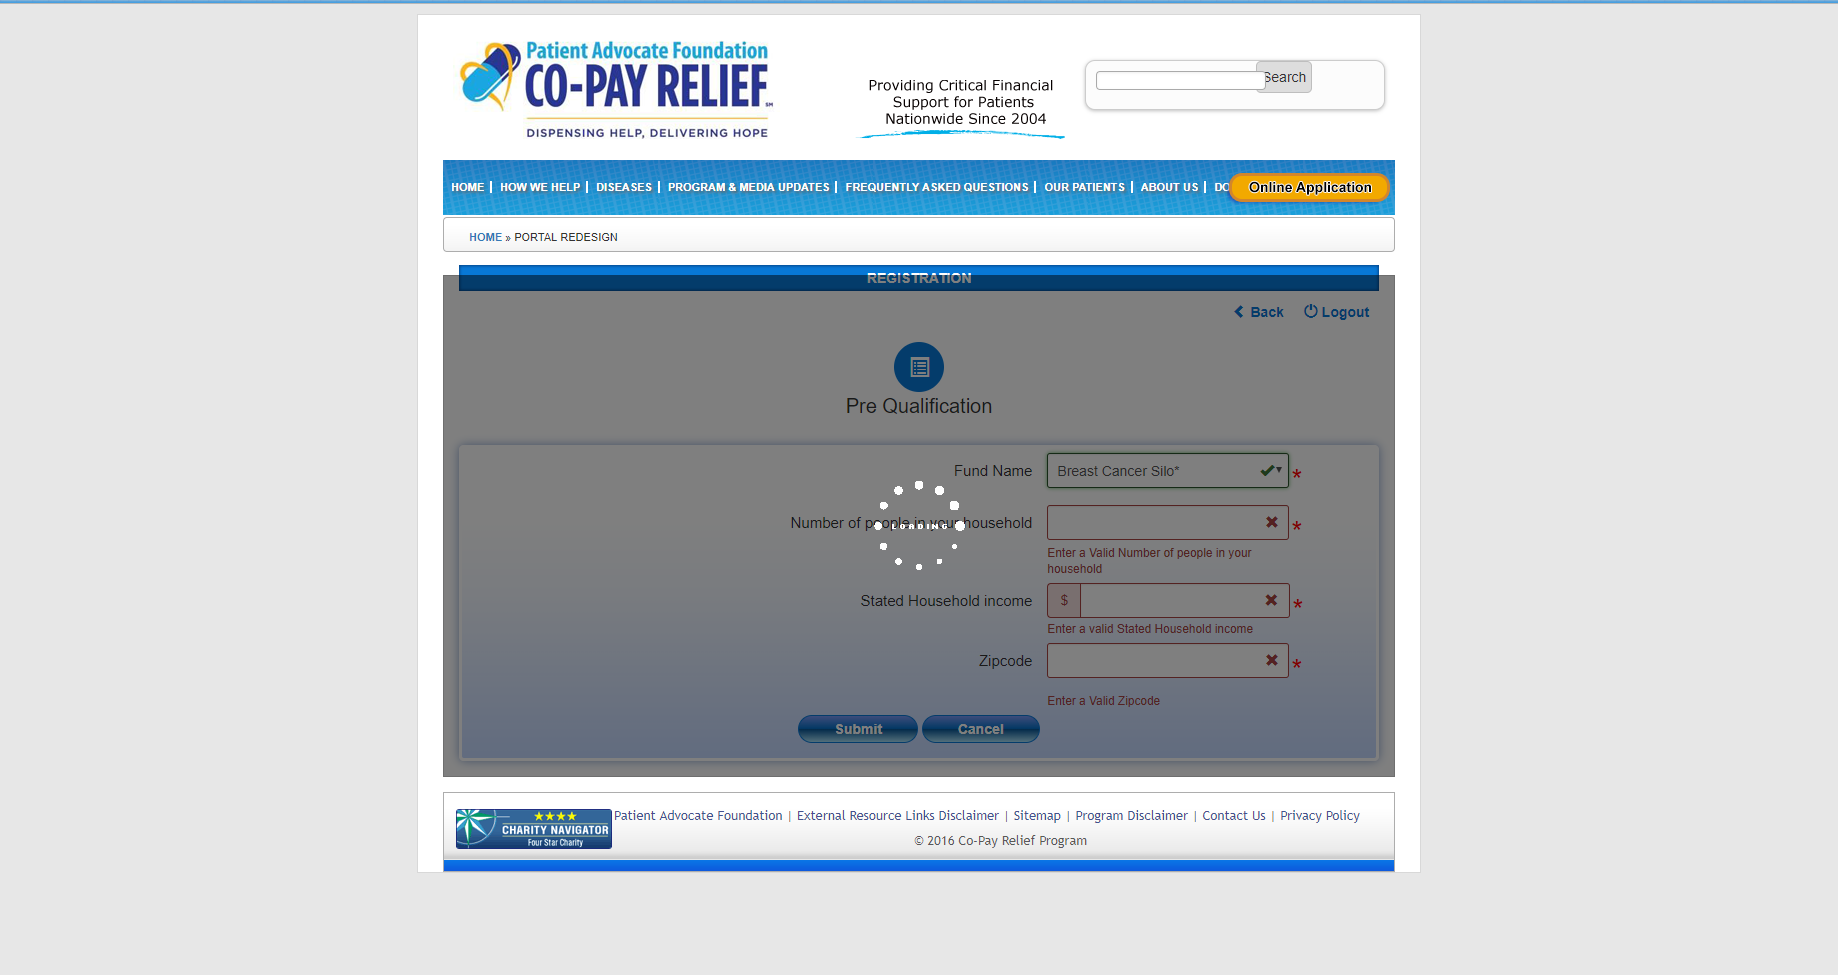 Patient Advocate Foundation
CO-PAY RELIEF SM
DISPENSING HELP, DELIVERING HOPE
Providing Critical Financial
Support for Patients
Nationwide Since 2004
Search
HOME | HOW WE HELP | DISEASES | PROGRAM & MEDIA UPDATES | FREQUENTLY ASKED QUESTIONS | OUR PATIENTS | ABOUT US | DO
Online Application
HOME » PORTAL REDESIGN
REGISTRATION
Back Logout
Pre Qualification
Fund Name Breast Cancer Silo* *
Number of people in your household *
LOADING
Enter a Valid Number of people in your
household
Stated Household income $ *
Enter a valid Stated Household income
Zipcode *
Enter a Valid Zipcode
Submit Cancel
CHARITY NAVIGATOR
Four Star Charity
Patient Advocate Foundation | External Resource Links Disclaimer | Sitemap | Program Disclaimer | Contact Us | Privacy Policy
© 2016 Co-Pay Relief Program